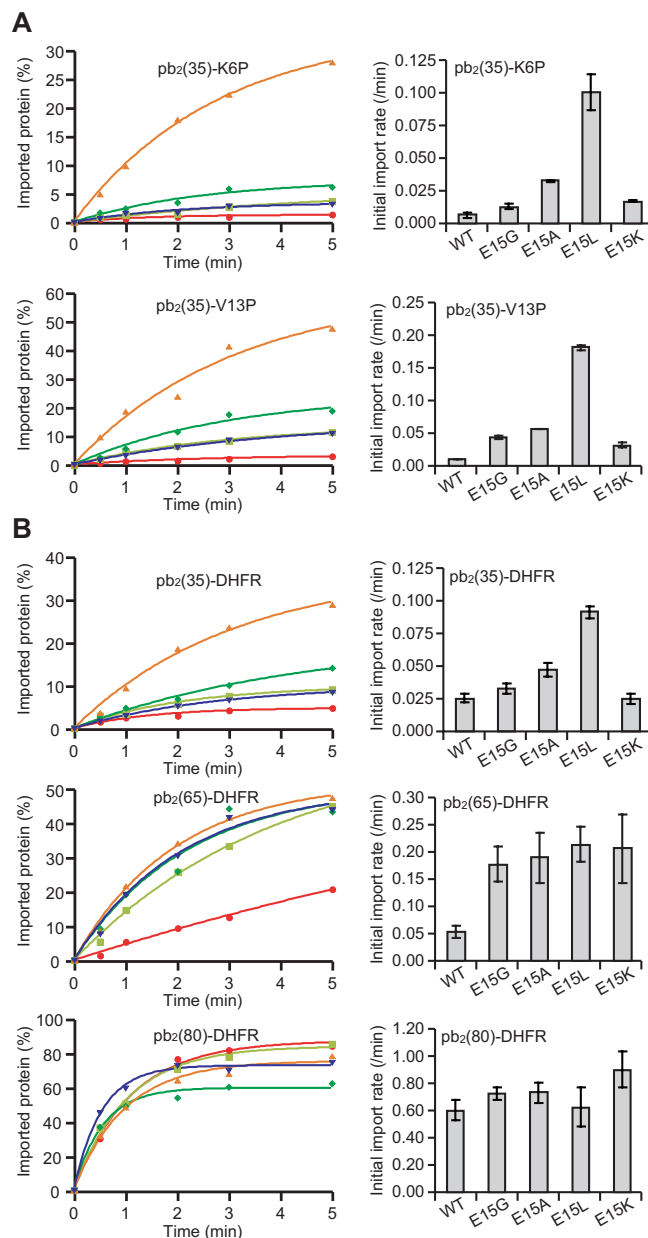 A
pb₂(35)-K6P
Imported protein (%)
30
25
20
15
10
5
0
0 1 2 3 4 5
Time (min)
pb₂(35)-K6P
Initial import rate (/min)
0.125
0.100
0.075
0.050
0.025
0.000
WT E15G E15A E15L E15K
pb₂(35)-V13P
Imported protein (%)
60
50
40
30
20
10
0
0 1 2 3 4 5
Time (min)
pb₂(35)-V13P
Initial import rate (/min)
0.20
0.15
0.10
0.05
0.00
WT E15G E15A E15L E15K
B
pb₂(35)-DHFR
Imported protein (%)
40
30
20
10
0
0 1 2 3 4 5
Time (min)
pb₂(35)-DHFR
Initial import rate (/min)
0.125
0.100
0.075
0.050
0.025
0.000
WT E15G E15A E15L E15K
pb₂(65)-DHFR
Imported protein (%)
50
40
30
20
10
0
0 1 2 3 4 5
Time (min)
pb₂(65)-DHFR
Initial import rate (/min)
0.30
0.25
0.20
0.15
0.10
0.05
0.00
WT E15G E15A E15L E15K
pb₂(80)-DHFR
Imported protein (%)
100
80
60
40
20
0
0 1 2 3 4 5
Time (min)
pb₂(80)-DHFR
Initial import rate (/min)
1.20
1.00
0.80
0.60
0.40
0.20
0.00
WT E15G E15A E15L E15K